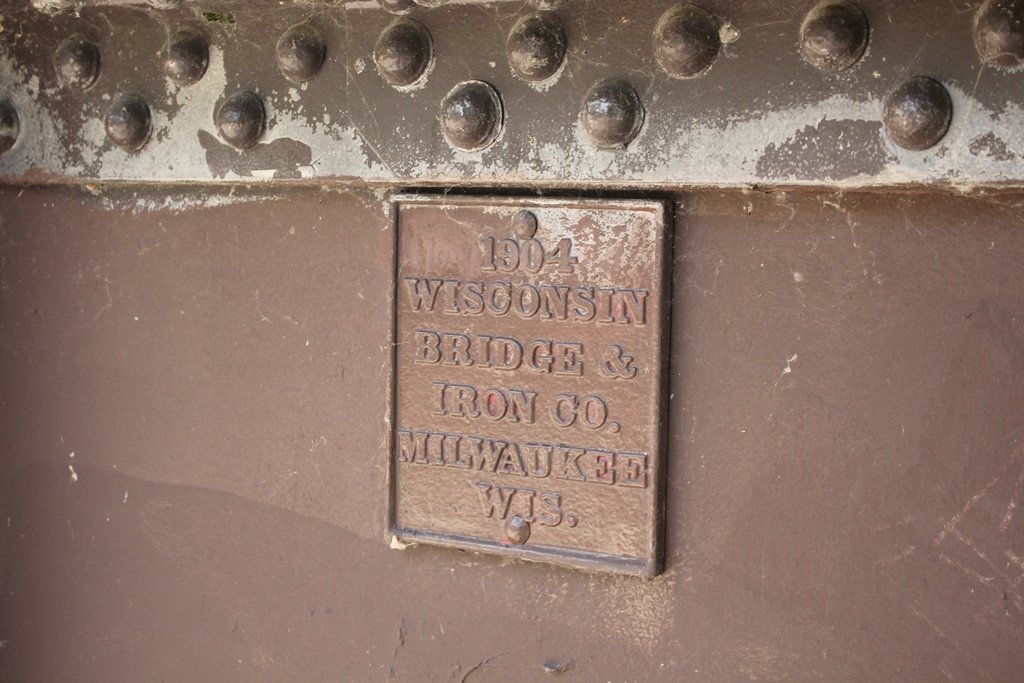 1904
WISCONSIN
BRIDGE &
IRON CO.
MILWAUKEE
WIS.